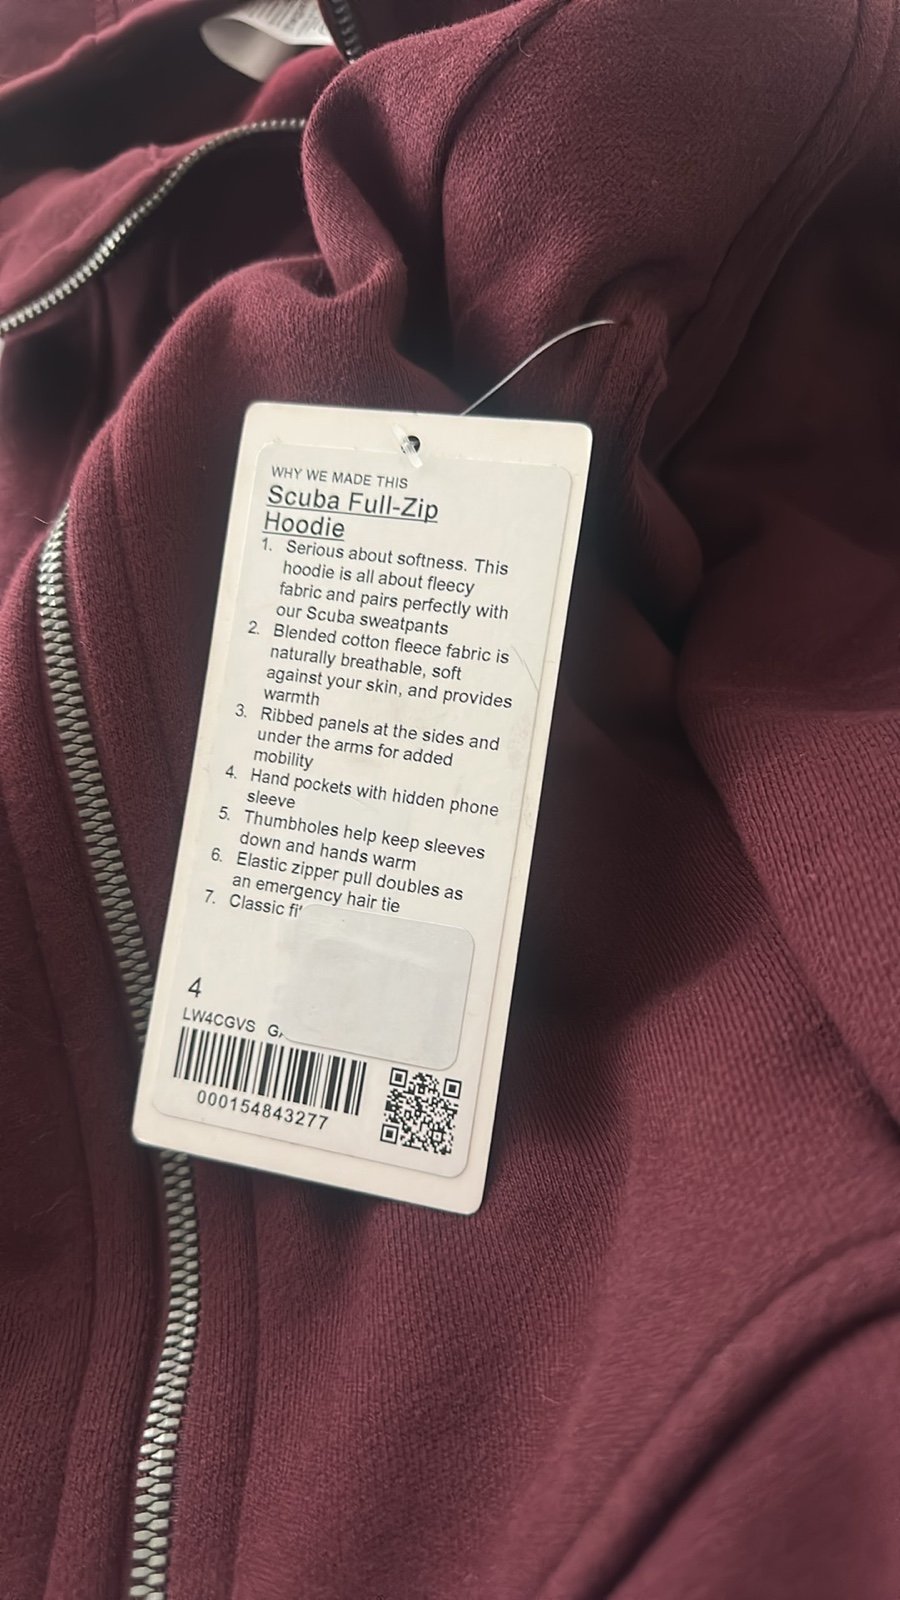 WHY WE MADE THIS
Scuba Full-Zip
Hoodie
1. Serious about softness. This
hoodie is all about fleecy
fabric and pairs perfectly with
our Scuba sweatpants
2. Blended cotton fleece fabric is
naturally breathable, soft
against your skin, and provides
warmth
3. Ribbed panels at the sides and
under the arms for added
mobility
4. Hand pockets with hidden phone
sleeve
5. Thumbholes help keep sleeves
down and hands warm
6. Elastic zipper pull doubles as
an emergency hair tie
7. Classic
4
LW4CGVS
000154843277